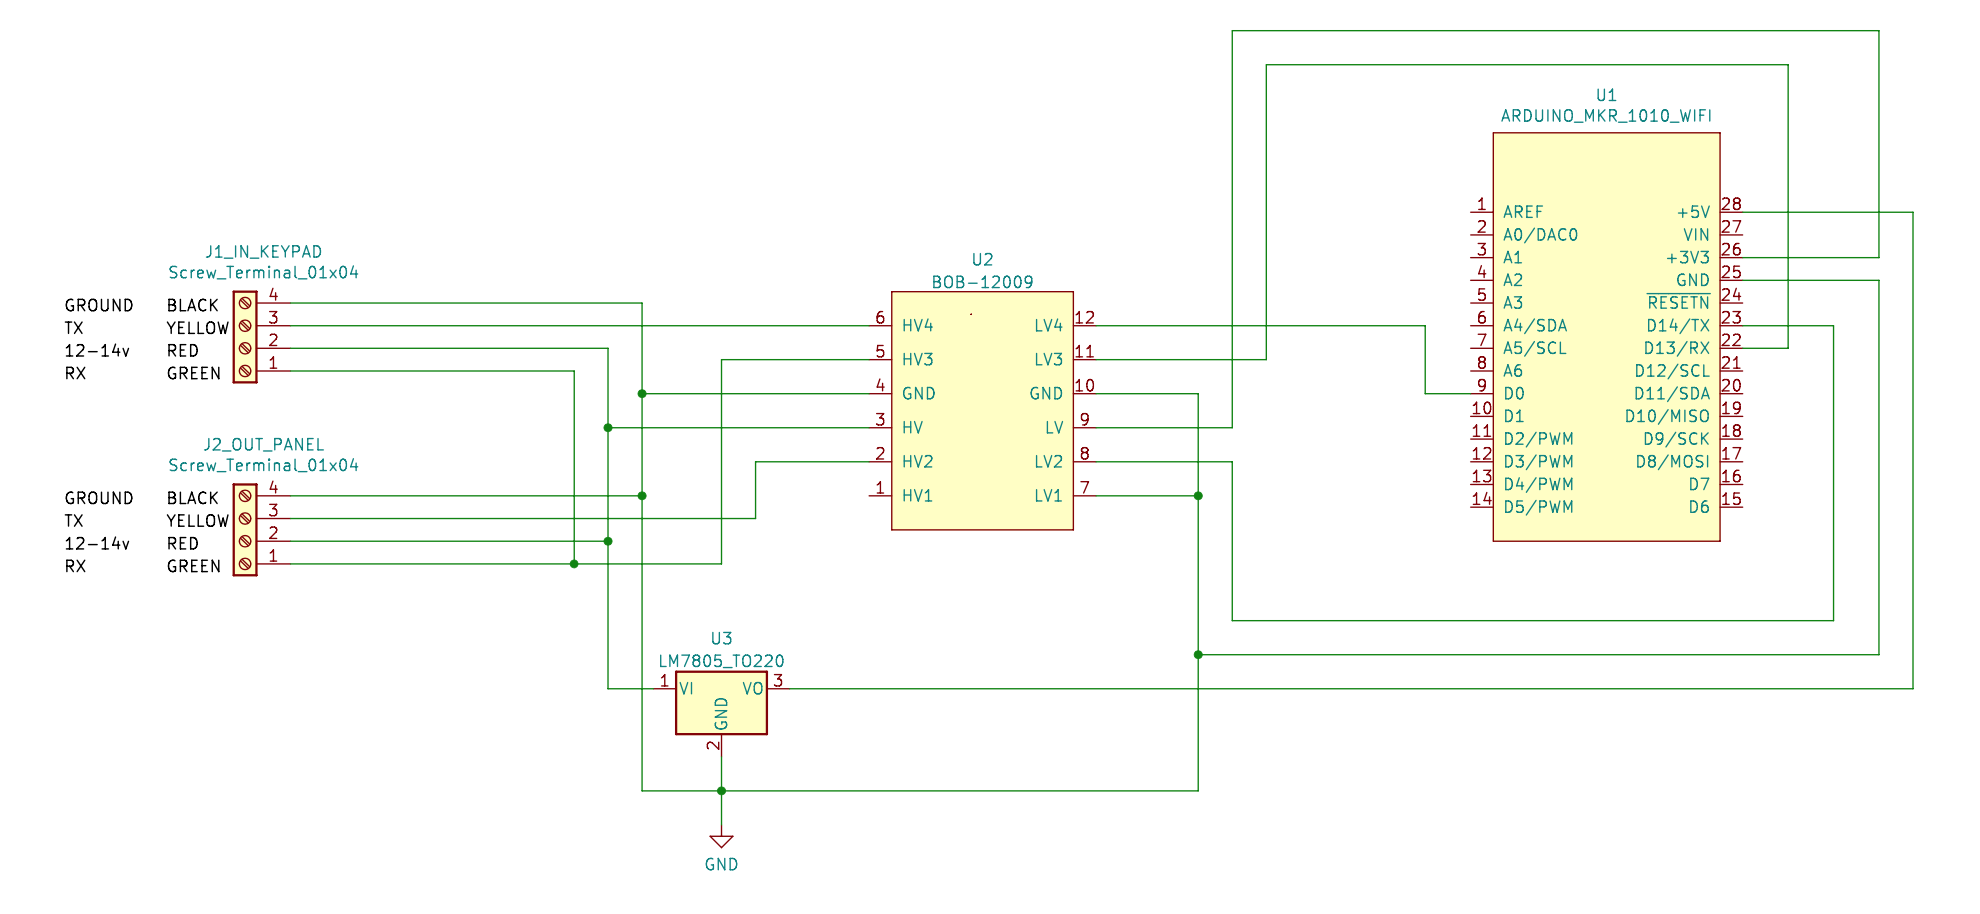 J1_IN_KEYPAD
Screw_Terminal_01x04
GROUND BLACK 4
TX YELLOW 3
12-14v RED 2
RX GREEN 1
J2_OUT_PANEL
Screw_Terminal_01x04
GROUND BLACK 4
TX YELLOW 3
12-14v RED 2
RX GREEN 1
U2
BOB-12009
6 HV4 LV4 12
5 HV3 LV3 11
4 GND GND 10
3 HV LV 9
2 HV2 LV2 8
1 HV1 LV1 7
U3
LM7805_TO220
1 VI VO 3
GND
2
GND
U1
ARDUINO_MKR_1010_WIFI
1 AREF +5V 28
2 A0/DAC0 VIN 27
3 A1 +3V3 26
4 A2 GND 25
5 A3 RESETN 24
6 A4/SDA D14/TX 23
7 A5/SCL D13/RX 22
8 A6 D12/SCL 21
9 D0 D11/SDA 20
10 D1 D10/MISO 19
11 D2/PWM D9/SCK 18
12 D3/PWM D8/MOSI 17
13 D4/PWM D7 16
14 D5/PWM D6 15